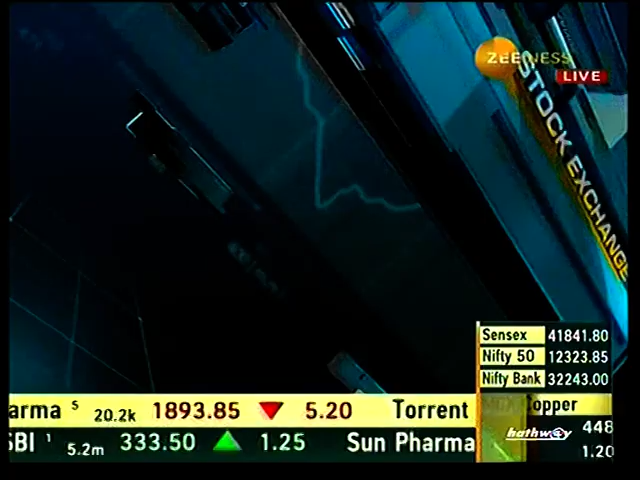 ZEE
NESS
LIVE
STOCK EXCHANGE
Sensex 41841.80
Nifty 50 12323.85
Nifty Bank 32243.00
opper
448
1.20
hathway
arma 5 20.2k 1893.85 ▼ 5.20 Torrent
SBI 1 5.2m 333.50 ▲ 1.25 Sun Pharma